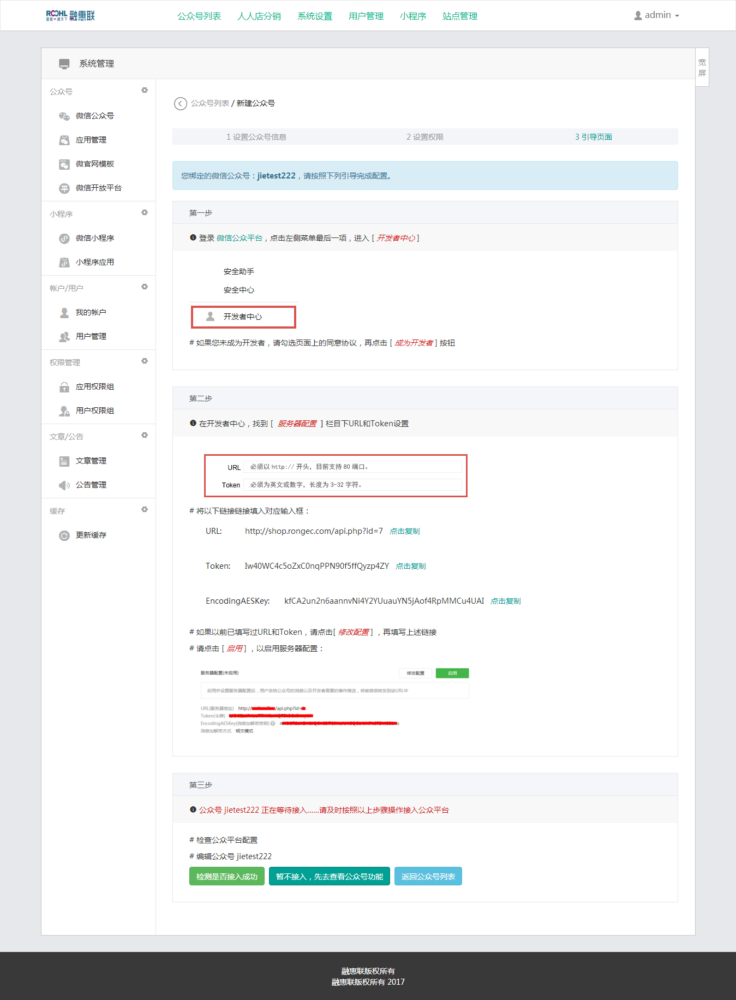 ROOHL 融惠联
公众号列表 人人店分销 系统设置 用户管理 小程序 站点管理 admin
系统管理
宽屏
公众号
微信公众号
应用管理
微官网模板
微信开放平台
小程序
微信小程序
小程序应用
帐户/用户
我的帐户
用户管理
权限管理
应用权限组
用户权限组
文章/公告
文章管理
公告管理
缓存
更新缓存
公众号列表 / 新建公众号
1 设置公众号信息 2 设置权限 3 引导页面
您绑定的微信公众号：jietest222，请按照下列引导完成配置。
第一步
登录 微信公众平台，点击左侧菜单最后一项，进入 [ 开发者中心 ]
安全助手
安全中心
开发者中心
# 如果您未成为开发者，请勾选页面上的同意协议，再点击 [ 成为开发者 ] 按钮
第二步
在开发者中心，找到 [ 服务器配置 ] 栏目下URL和Token设置
URL 必须以 http:// 开头，目前支持 80 端口。
Token 必须为英文或数字，长度为 3-32 字符。
# 将以下链接链接填入对应输入框：
URL: http://shop.rongec.com/api.php?id=7 点击复制
Token: Iw40WC4c5oZxC0nqPPN90f5ffQyzp4ZY 点击复制
EncodingAESKey: kfCA2un2n6aannvNi4Y2YUuauYN5jAof4RpMMCu4UAI 点击复制
# 如果以前已填写过URL和Token，请点击[ 修改配置 ] ，再填写上述链接
# 请点击 [ 启用 ] ，以启用服务器配置：
服务器配置(未启用) 修改配置 启用
启用并设置服务器配置后，用户发给公众号的消息以及开发者需要的事件推送，将被微信转发到该URL中
URL(服务器地址) http:// /api.php?id=
Token(令牌)
EncodingAESKey(消息加解密密钥)
消息加解密方式 明文模式
第三步
公众号 jietest222 正在等待接入……请及时按照以上步骤操作接入公众平台
# 检查公众平台配置
# 编辑公众号 jietest222
检测是否接入成功 暂不接入，先去查看公众号功能 返回公众号列表
融惠联版权所有
融惠联版权所有 2017